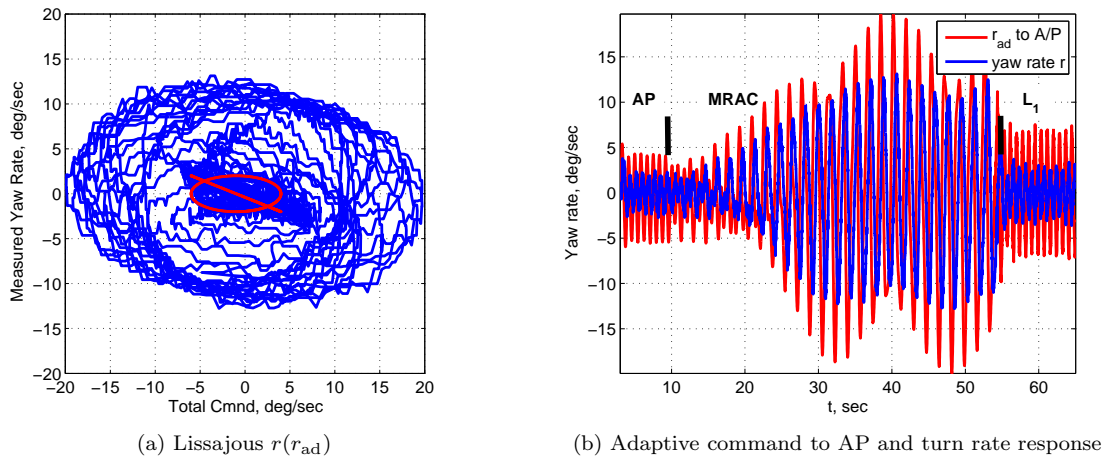 20
15
10
5
0
−5
−10
−15
−20
−20 −15 −10 −5 0 5 10 15 20
Measured Yaw Rate, deg/sec
Total Cmnd, deg/sec
(a) Lissajous r(r_ad)
15
10
5
0
−5
−10
−15
10 20 30 40 50 60
Yaw rate, deg/sec
t, sec
AP
MRAC
L_1
r_ad to A/P
yaw rate r
(b) Adaptive command to AP and turn rate response